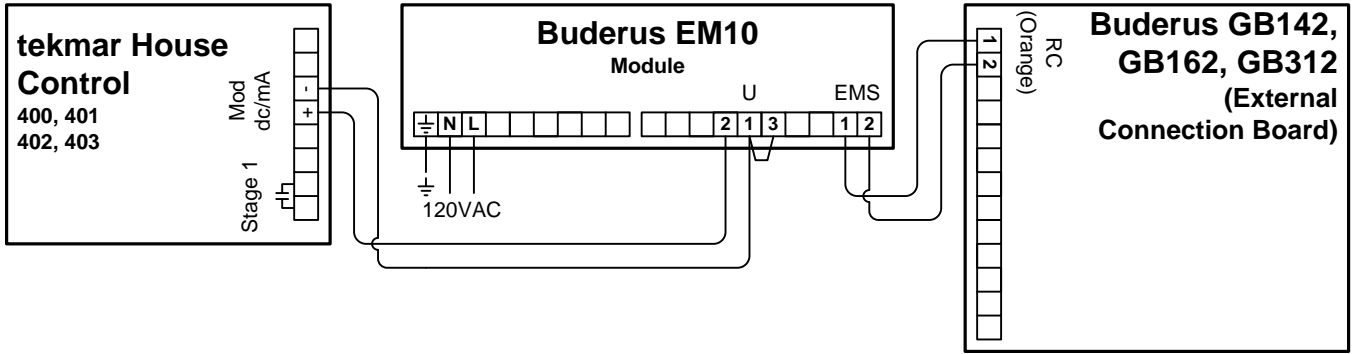 tekmar House
Control
400, 401
402, 403
Mod
dc/mA
-
+
Stage 1
Buderus EM10
Module
U
EMS
N L
2 1 3
1 2
120VAC
1
2
RC
(Orange)
Buderus GB142,
GB162, GB312
(External
Connection Board)